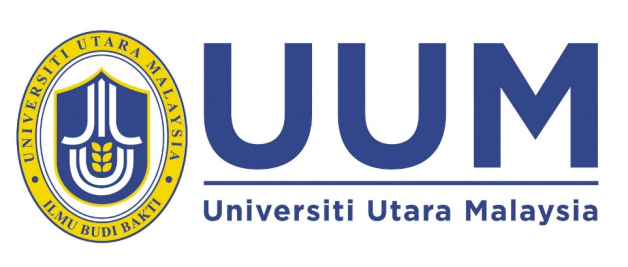 UNIVERSITI UTARA MALAYSIA
ILMU BUDI BAKTI
UUM
Universiti Utara Malaysia